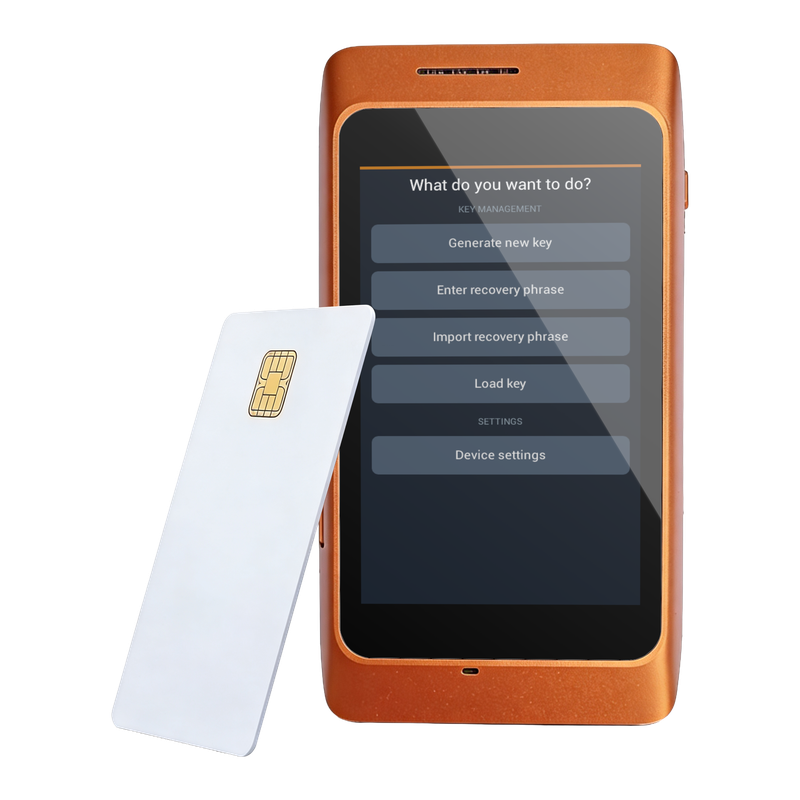 What do you want to do?
KEY MANAGEMENT
Generate new key
Enter recovery phrase
Import recovery phrase
Load key
SETTINGS
Device settings